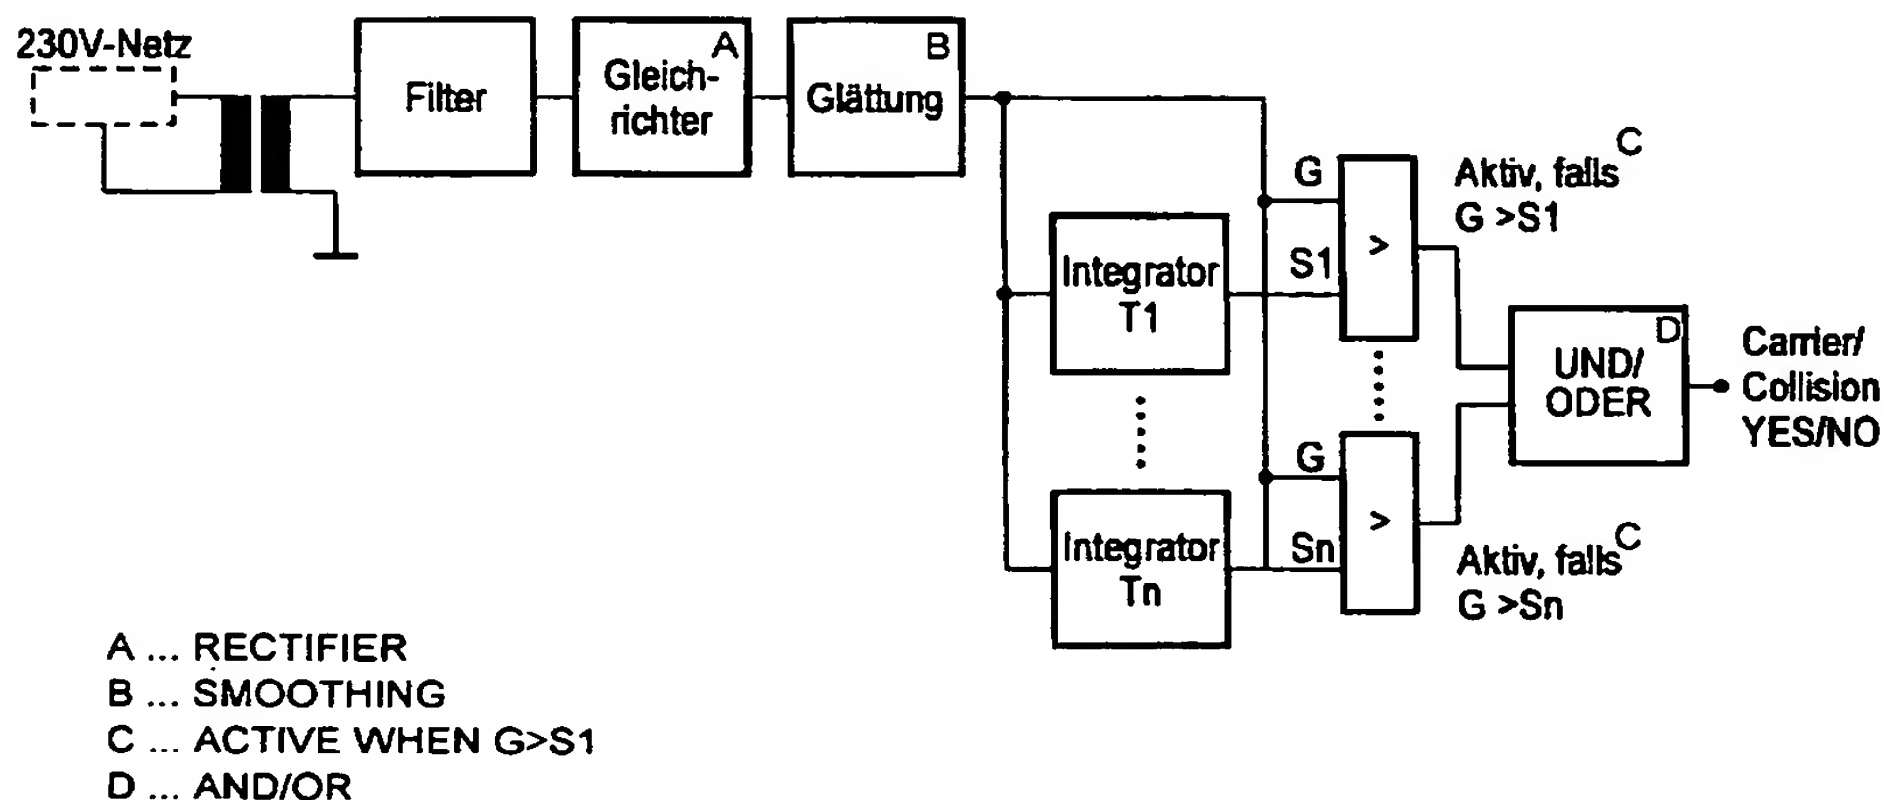 230V-Netz
Filter
A
Gleich-
richter
B
Glättung
G
S1
>
Aktiv, falls C
G >S1
Integrator
T1
D
UND/
ODER
Carrier/
Collision
YES/NO
G
Sn
>
Aktiv, falls C
G >Sn
Integrator
Tn
A ... RECTIFIER
B ... SMOOTHING
C ... ACTIVE WHEN G>S1
D ... AND/OR